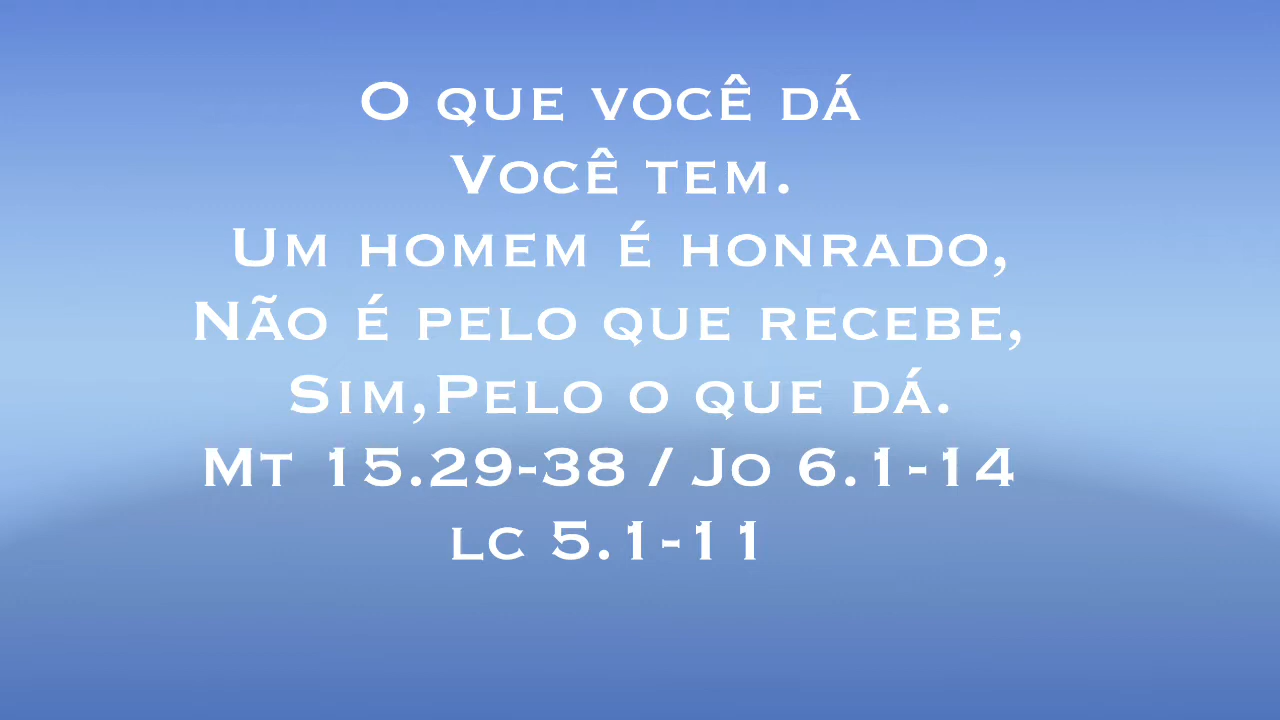 O que você dá
Você tem.
Um homem é honrado,
Não é pelo que recebe,
Sim,Pelo o que dá.
Mt 15.29-38 / Jo 6.1-14
lc 5.1-11